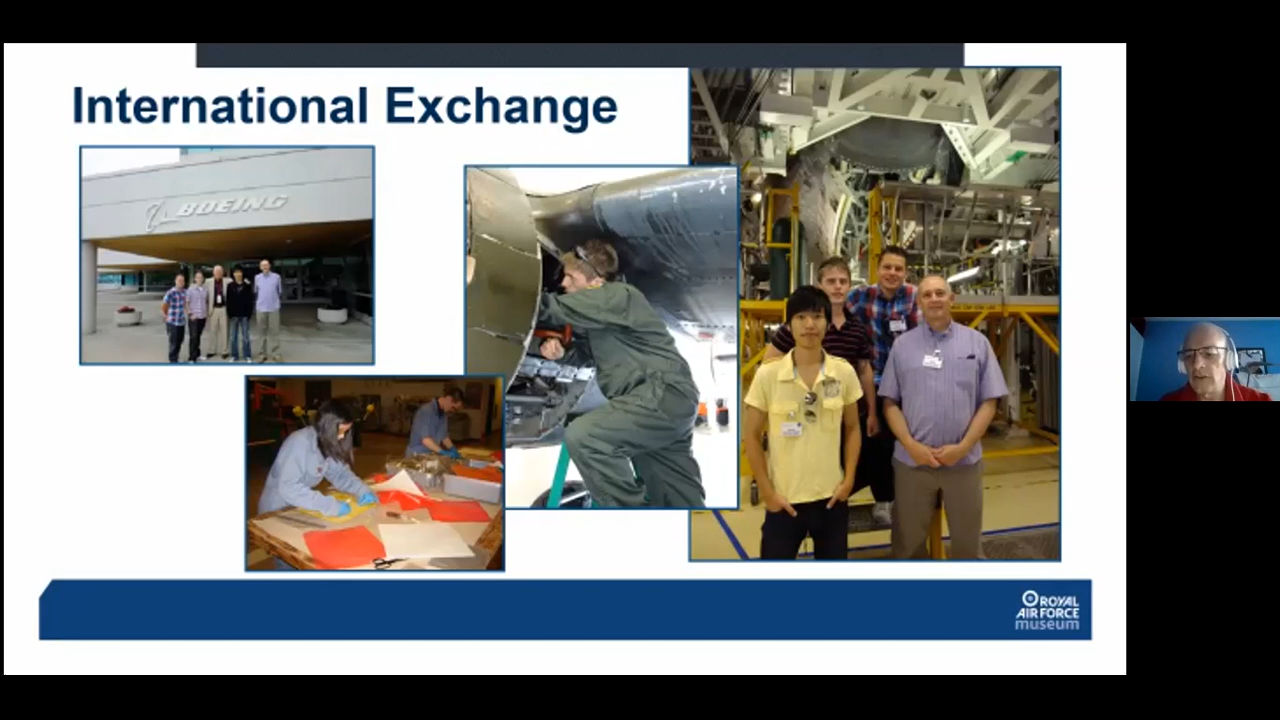 International Exchange
BOEING
ROYAL
AIR FORCE
museum